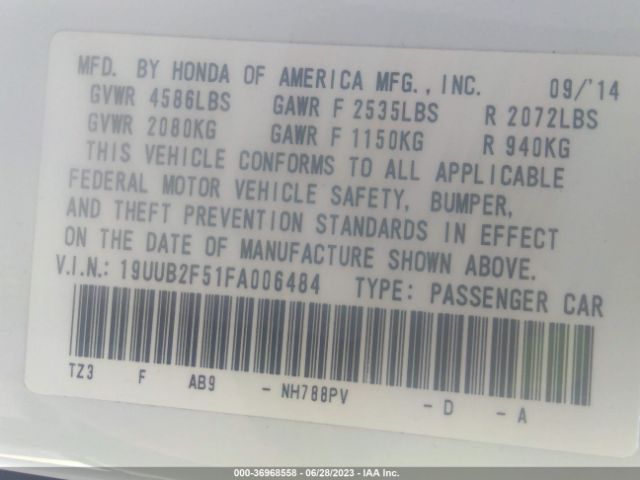 MFD. BY HONDA OF AMERICA MFG., INC. 09/'14
GVWR 4586LBS GAWR F 2535LBS R 2072LBS
GVWR 2080KG GAWR F 1150KG R 940KG
THIS VEHICLE CONFORMS TO ALL APPLICABLE
FEDERAL MOTOR VEHICLE SAFETY, BUMPER,
AND THEFT PREVENTION STANDARDS IN EFFECT
ON THE DATE OF MANUFACTURE SHOWN ABOVE.
V.I.N.: 19UUB2F51FA006484 TYPE: PASSENGER CAR
TZ3 F AB9 - NH788PV - D - A
000-36968558 - 06/28/2023 - IAA Inc.